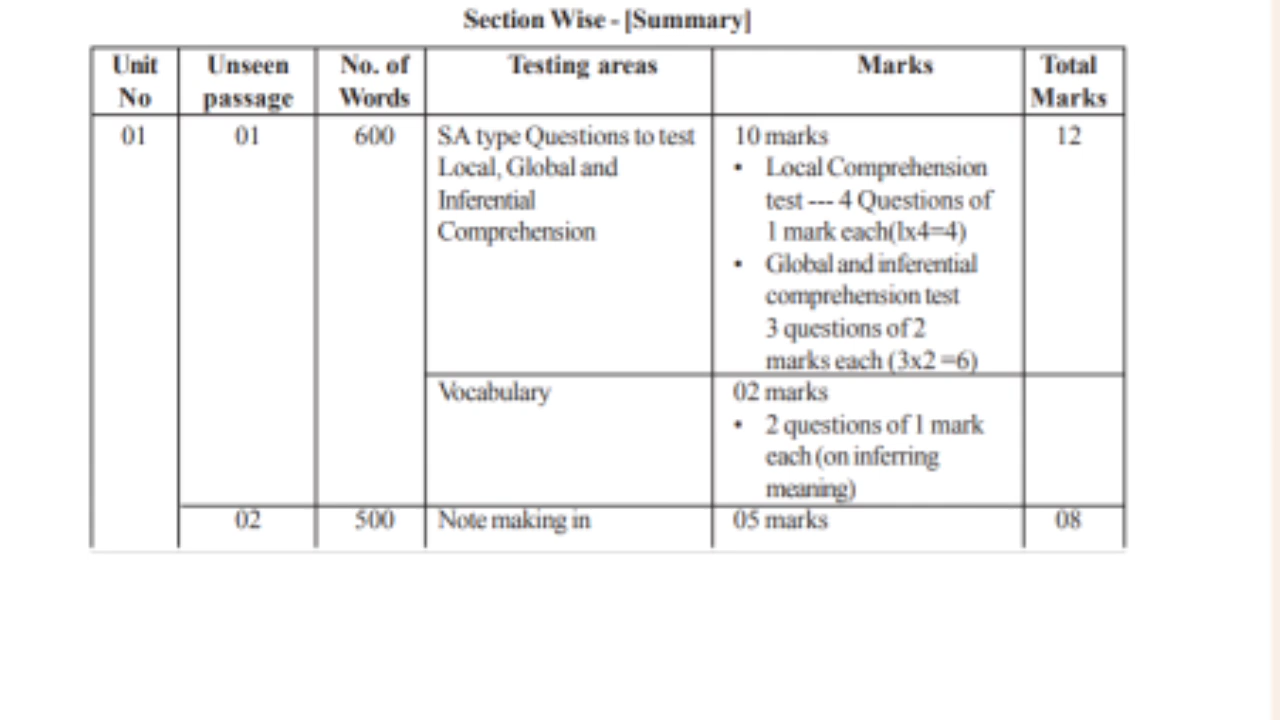 Section Wise - [Summary]
Unit No
Unseen passage
No. of Words
Testing areas
Marks
Total Marks
01
01
600
SA type Questions to test
Local, Global and
Inferential
Comprehension
10 marks
• Local Comprehension
test --- 4 Questions of
1 mark each(lx4=4)
• Global and inferential
comprehension test
3 questions of 2
marks each (3x2 =6)
12
Vocabulary
02 marks
• 2 questions of 1 mark
each (on inferring
meaning)
02
500
Note making in
05 marks
08